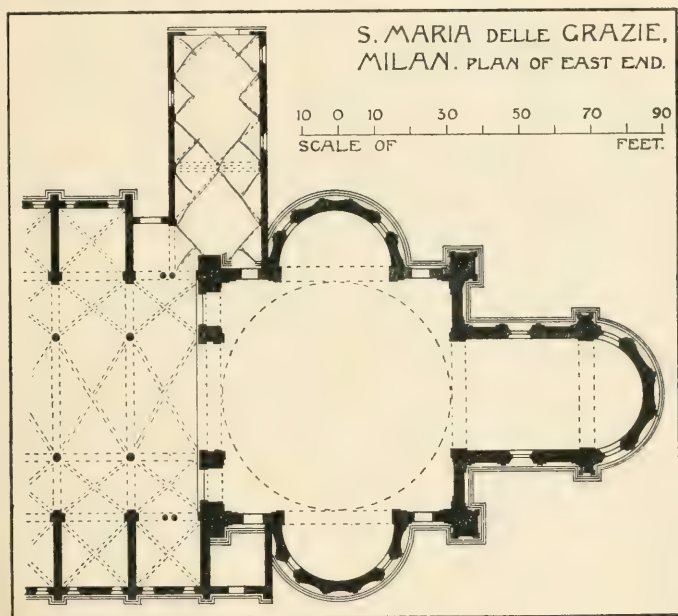 S. MARIA DELLE GRAZIE,
MILAN. PLAN OF EAST END.
10 0 10 30 50 70 90
SCALE OF FEET.